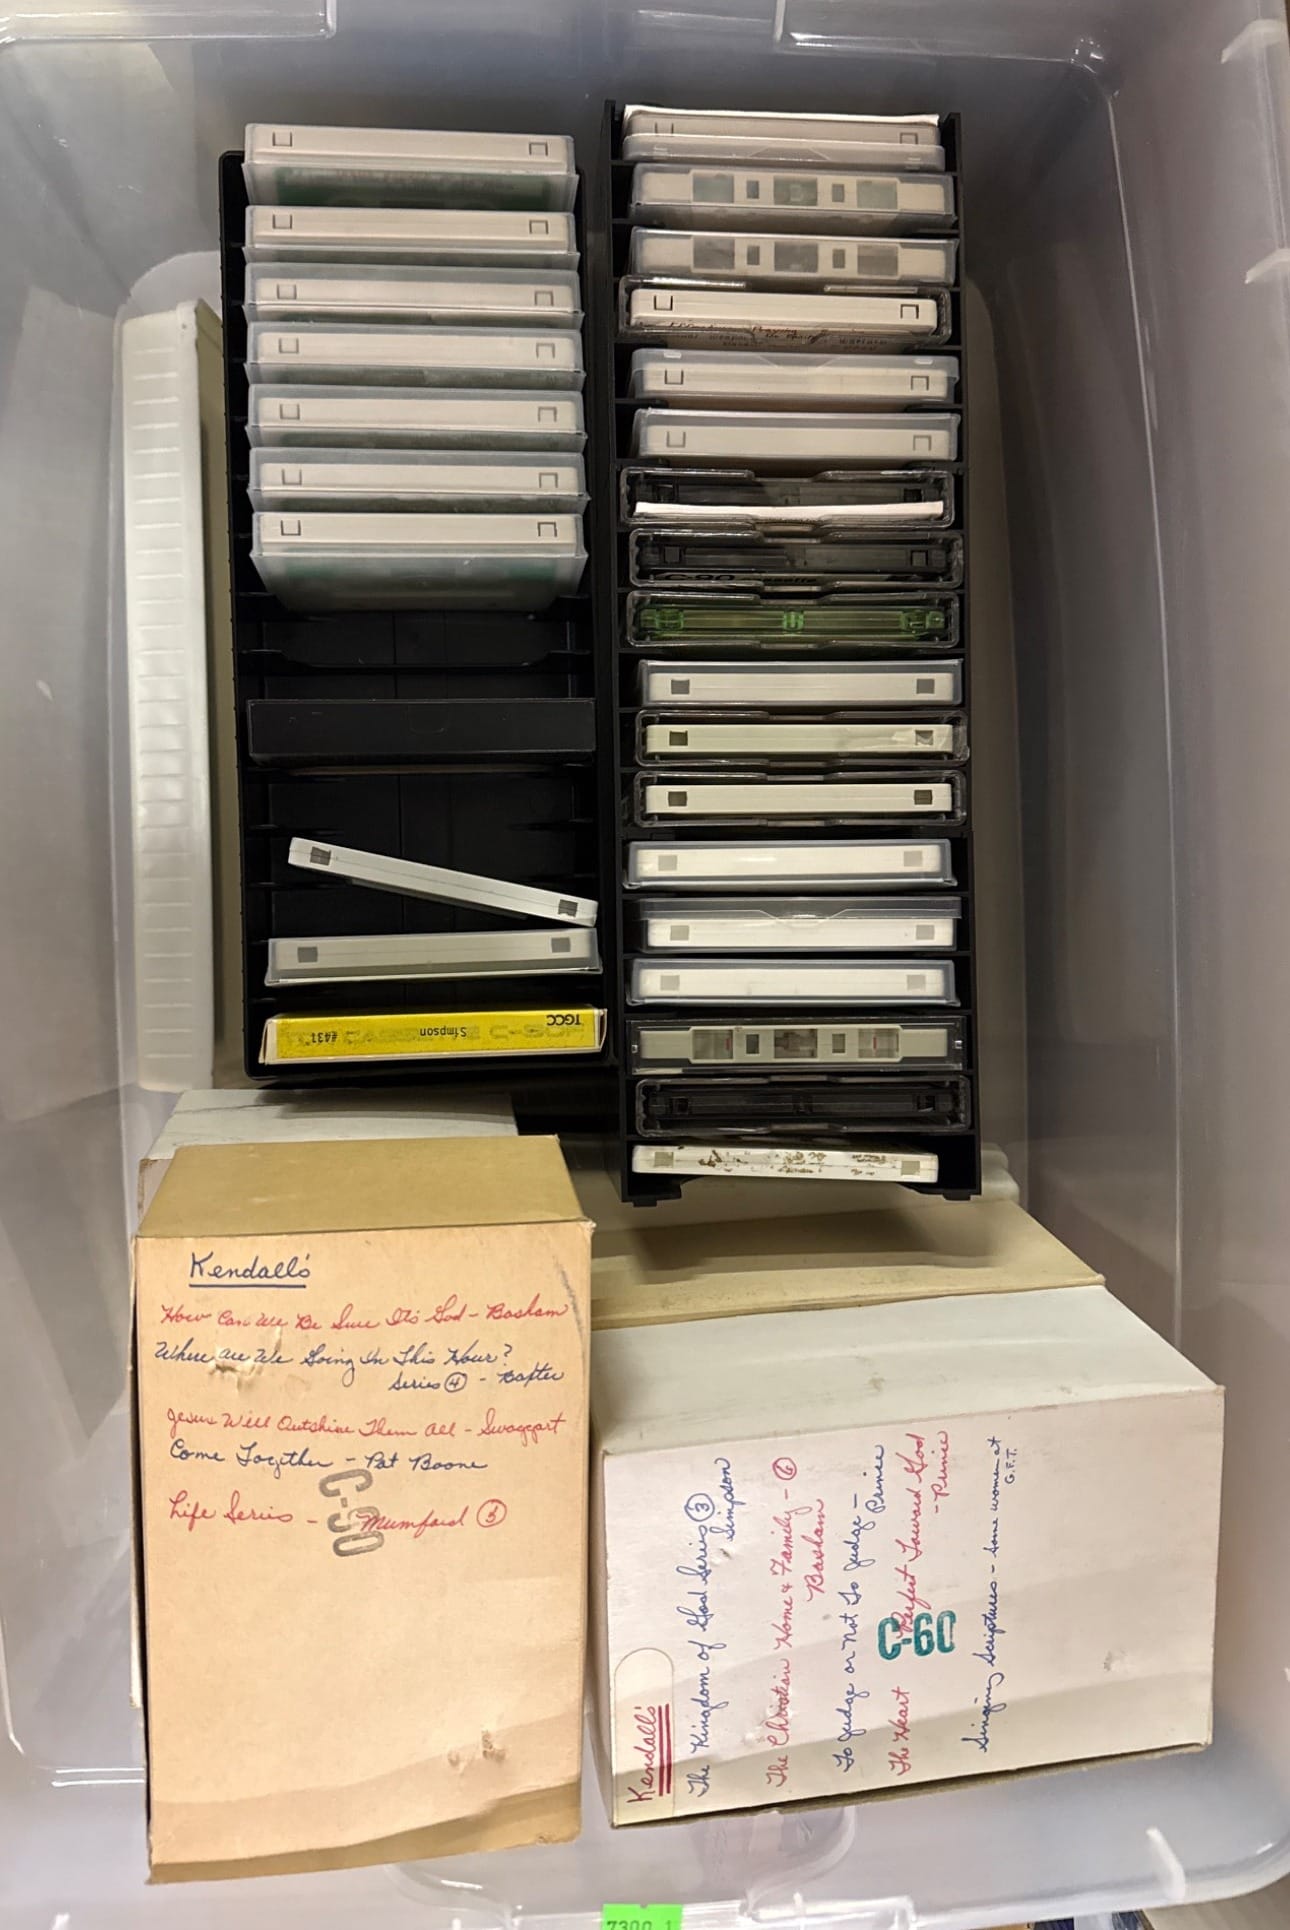 C-90
TGCC
Simpson
#431
Kendall's
How Can We Be Sure It's God - Basham
Where are We Going In This Hour?
Series ④ - Baxter
Jesus Will Outshine Them All - Swaggart
Come Together - Pat Boone
Life Series - Mumford ⑤
C-90
Kendall's
The Kingdom of God Series ③
Simpson
The Christian Home & Family - ⑥
Basham
To Judge or Not To Judge -
Prince
The Heart Perfect Toward God
- Prince
C-60
Singing Scriptures - some women at
G.F.T.